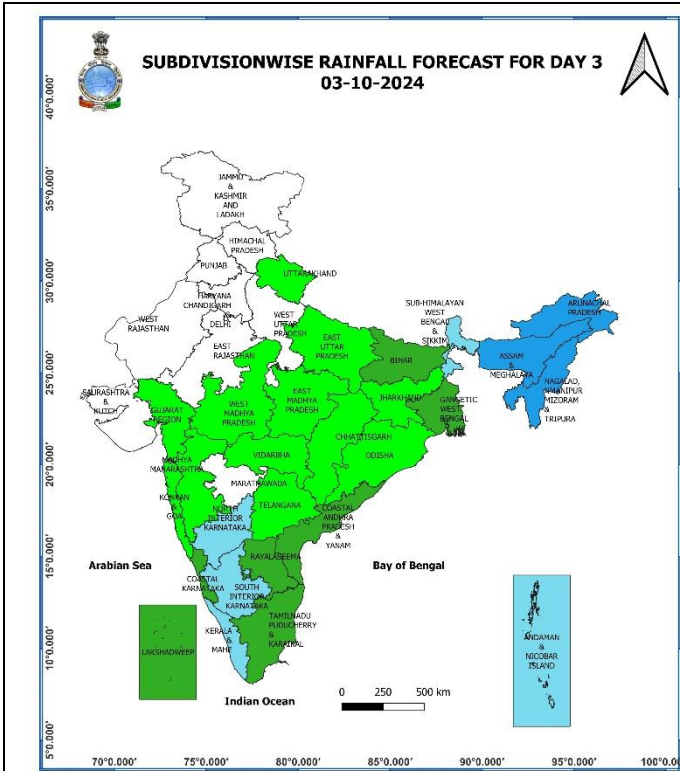 SUBDIVISIONWISE RAINFALL FORECAST FOR DAY 3
03-10-2024
40°0.000'
35°0.000'
30°0.000'
25°0.000'
20°0.000'
15°0.000'
10°0.000'
5°0.000'
JAMMU
&
KASHMIR
AND
LADAKH
HIMACHAL
PRADESH
PUNJAB
UTTARAKHAND
HARYANA
CHANDIGARH
&
DELHI
WEST
RAJASTHAN
EAST
RAJASTHAN
WEST
UTTAR
PRADESH
EAST
UTTAR
PRADESH
SUB-HIMALAYAN
WEST
BENGAL
&
SIKKIM
ARUNACHAL
PRADESH
ASSAM
&
MEGHALAYA
NAGALAD,
MANIPUR
MIZORAM
&
TRIPURA
BIHAR
SAURASHTRA
&
KUTCH
GUJARAT
REGION
WEST
MADHYA
PRADESH
EAST
MADHYA
PRADESH
JHARKHAND
GANGETIC
WEST
BENGAL
CHHATTISGARH
ODISHA
VIDARBHA
MADHYA
MAHARASHTRA
MARATHAWADA
KONKAN
&
GOA
TELANGANA
NORTH
INTERIOR
KARNATAKA
COASTAL
ANDHRA
PRADESH
&
YANAM
RAYALASEEMA
Arabian Sea
Bay of Bengal
COASTAL
KARNATAKA
SOUTH
INTERIOR
KARNATAKA
TAMILNADU
PUDUCHERRY
&
KARAIKAL
KERALA
&
MAHE
LAKSHADWEEP
ANDAMAN
&
NICOBAR
ISLAND
Indian Ocean
0 250 500 km
70°0.000' 75°0.000' 80°0.000' 85°0.000' 90°0.000' 95°0.000' 100°0.0